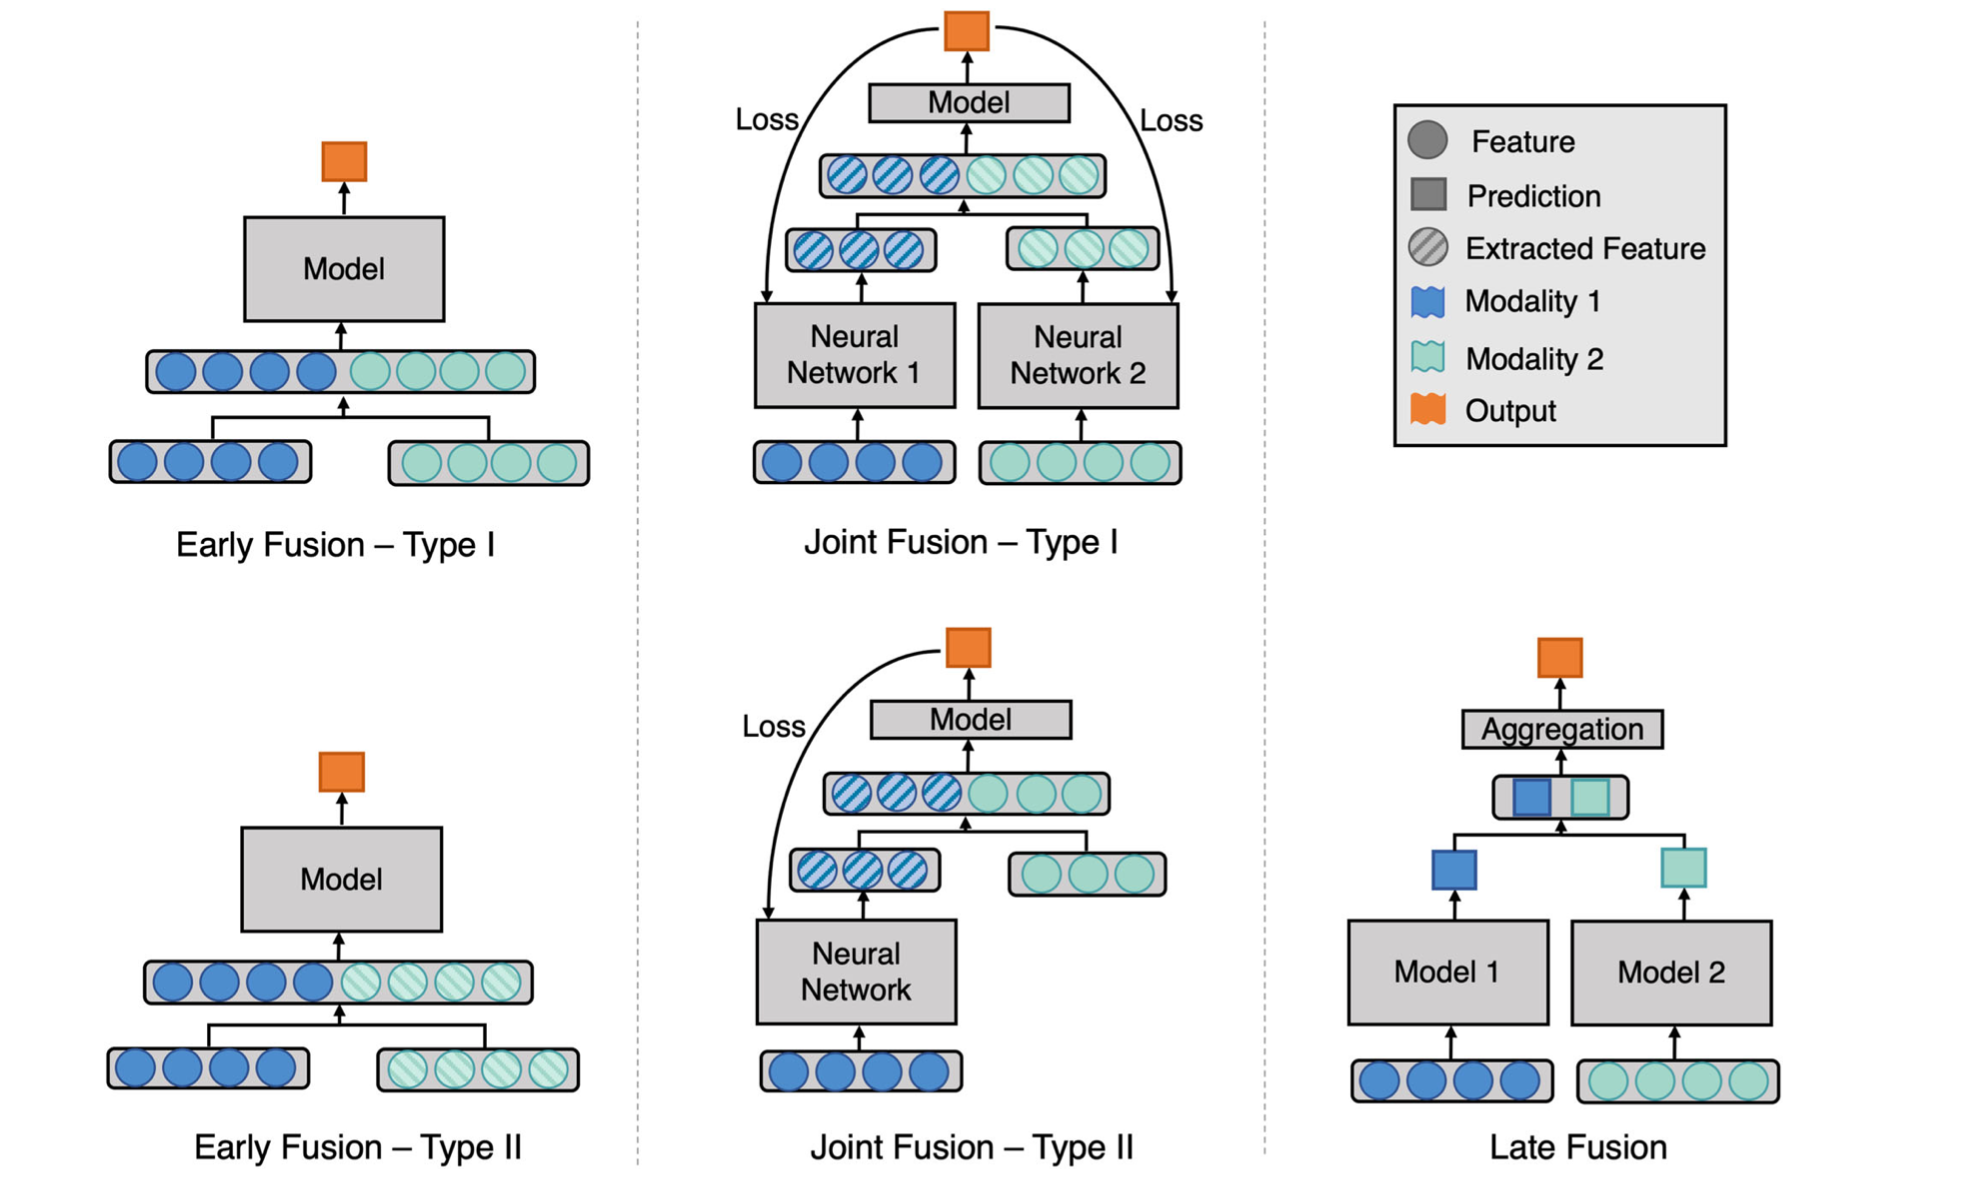 Model
Early Fusion – Type I
Loss
Model
Loss
Neural
Network 1
Neural
Network 2
Joint Fusion – Type I
Feature
Prediction
Extracted Feature
Modality 1
Modality 2
Output
Model
Early Fusion – Type II
Loss
Model
Neural
Network
Joint Fusion – Type II
Aggregation
Model 1
Model 2
Late Fusion